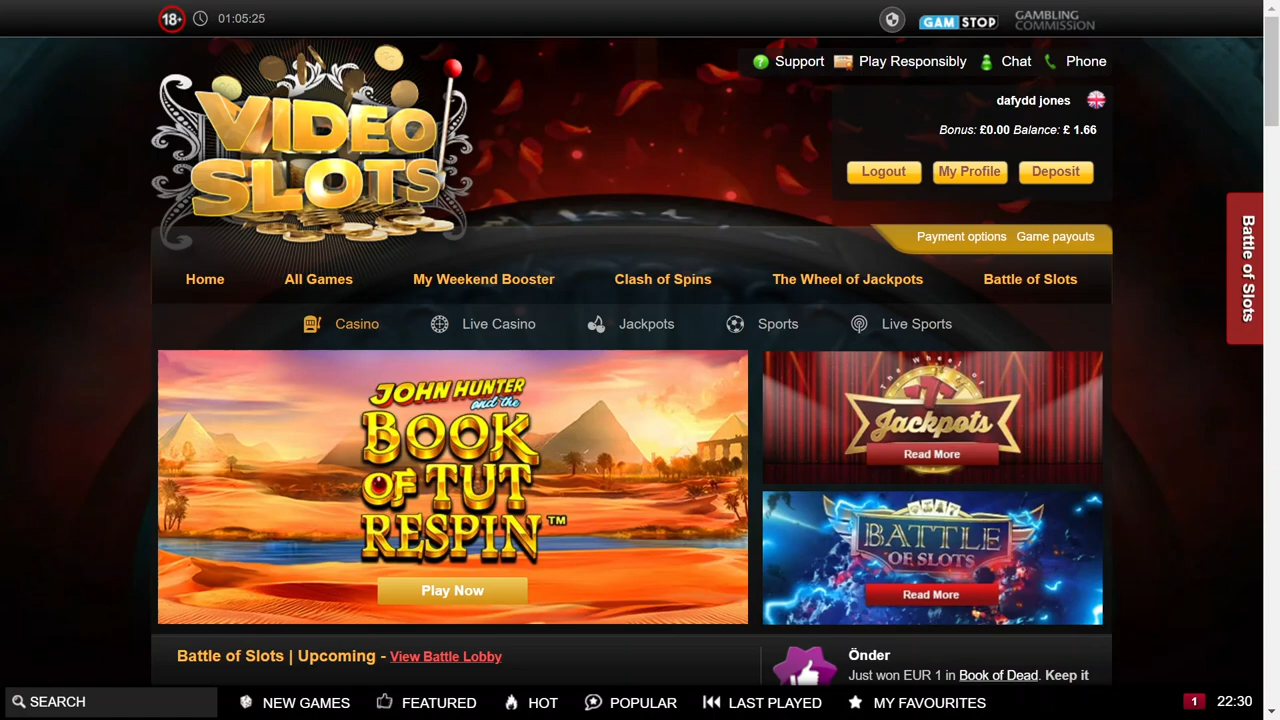 18+ 01:05:25 GAMSTOP GAMBLING COMMISSION
Support Play Responsibly Chat Phone
VIDEO SLOTS
dafydd jones
Bonus: £0.00 Balance: £ 1.66
Logout My Profile Deposit
Payment options Game payouts
Battle of Slots
Home All Games My Weekend Booster Clash of Spins The Wheel of Jackpots Battle of Slots
Casino Live Casino Jackpots Sports Live Sports
JOHN HUNTER
and the
BOOK
OF TUT
RESPIN™
Play Now
The Wheel of
Jackpots
Read More
BATTLE
OF SLOTS
Read More
Battle of Slots | Upcoming - View Battle Lobby
Önder
Just won EUR 1 in Book of Dead. Keep it
SEARCH NEW GAMES FEATURED HOT POPULAR LAST PLAYED MY FAVOURITES 1 22:30